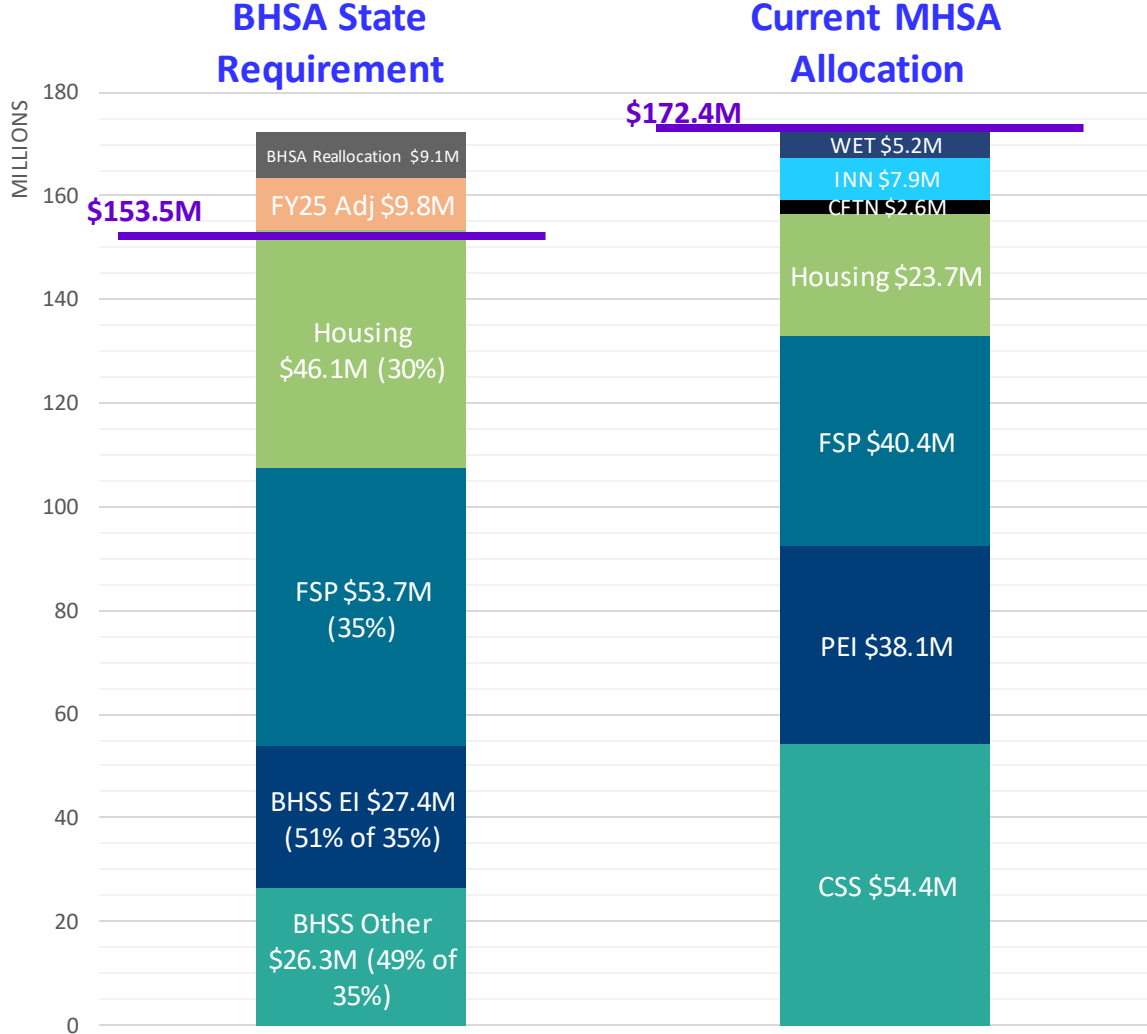 BHSA State
Requirement
Current MHSA
Allocation
MILLIONS
180
160
140
120
100
80
60
40
20
0
$153.5M
BHSA Reallocation $9.1M
FY25 Adj $9.8M
Housing
$46.1M (30%)
FSP $53.7M
(35%)
BHSS EI $27.4M
(51% of 35%)
BHSS Other
$26.3M (49% of
35%)
$172.4M
WET $5.2M
INN $7.9M
CFTN $2.6M
Housing $23.7M
FSP $40.4M
PEI $38.1M
CSS $54.4M